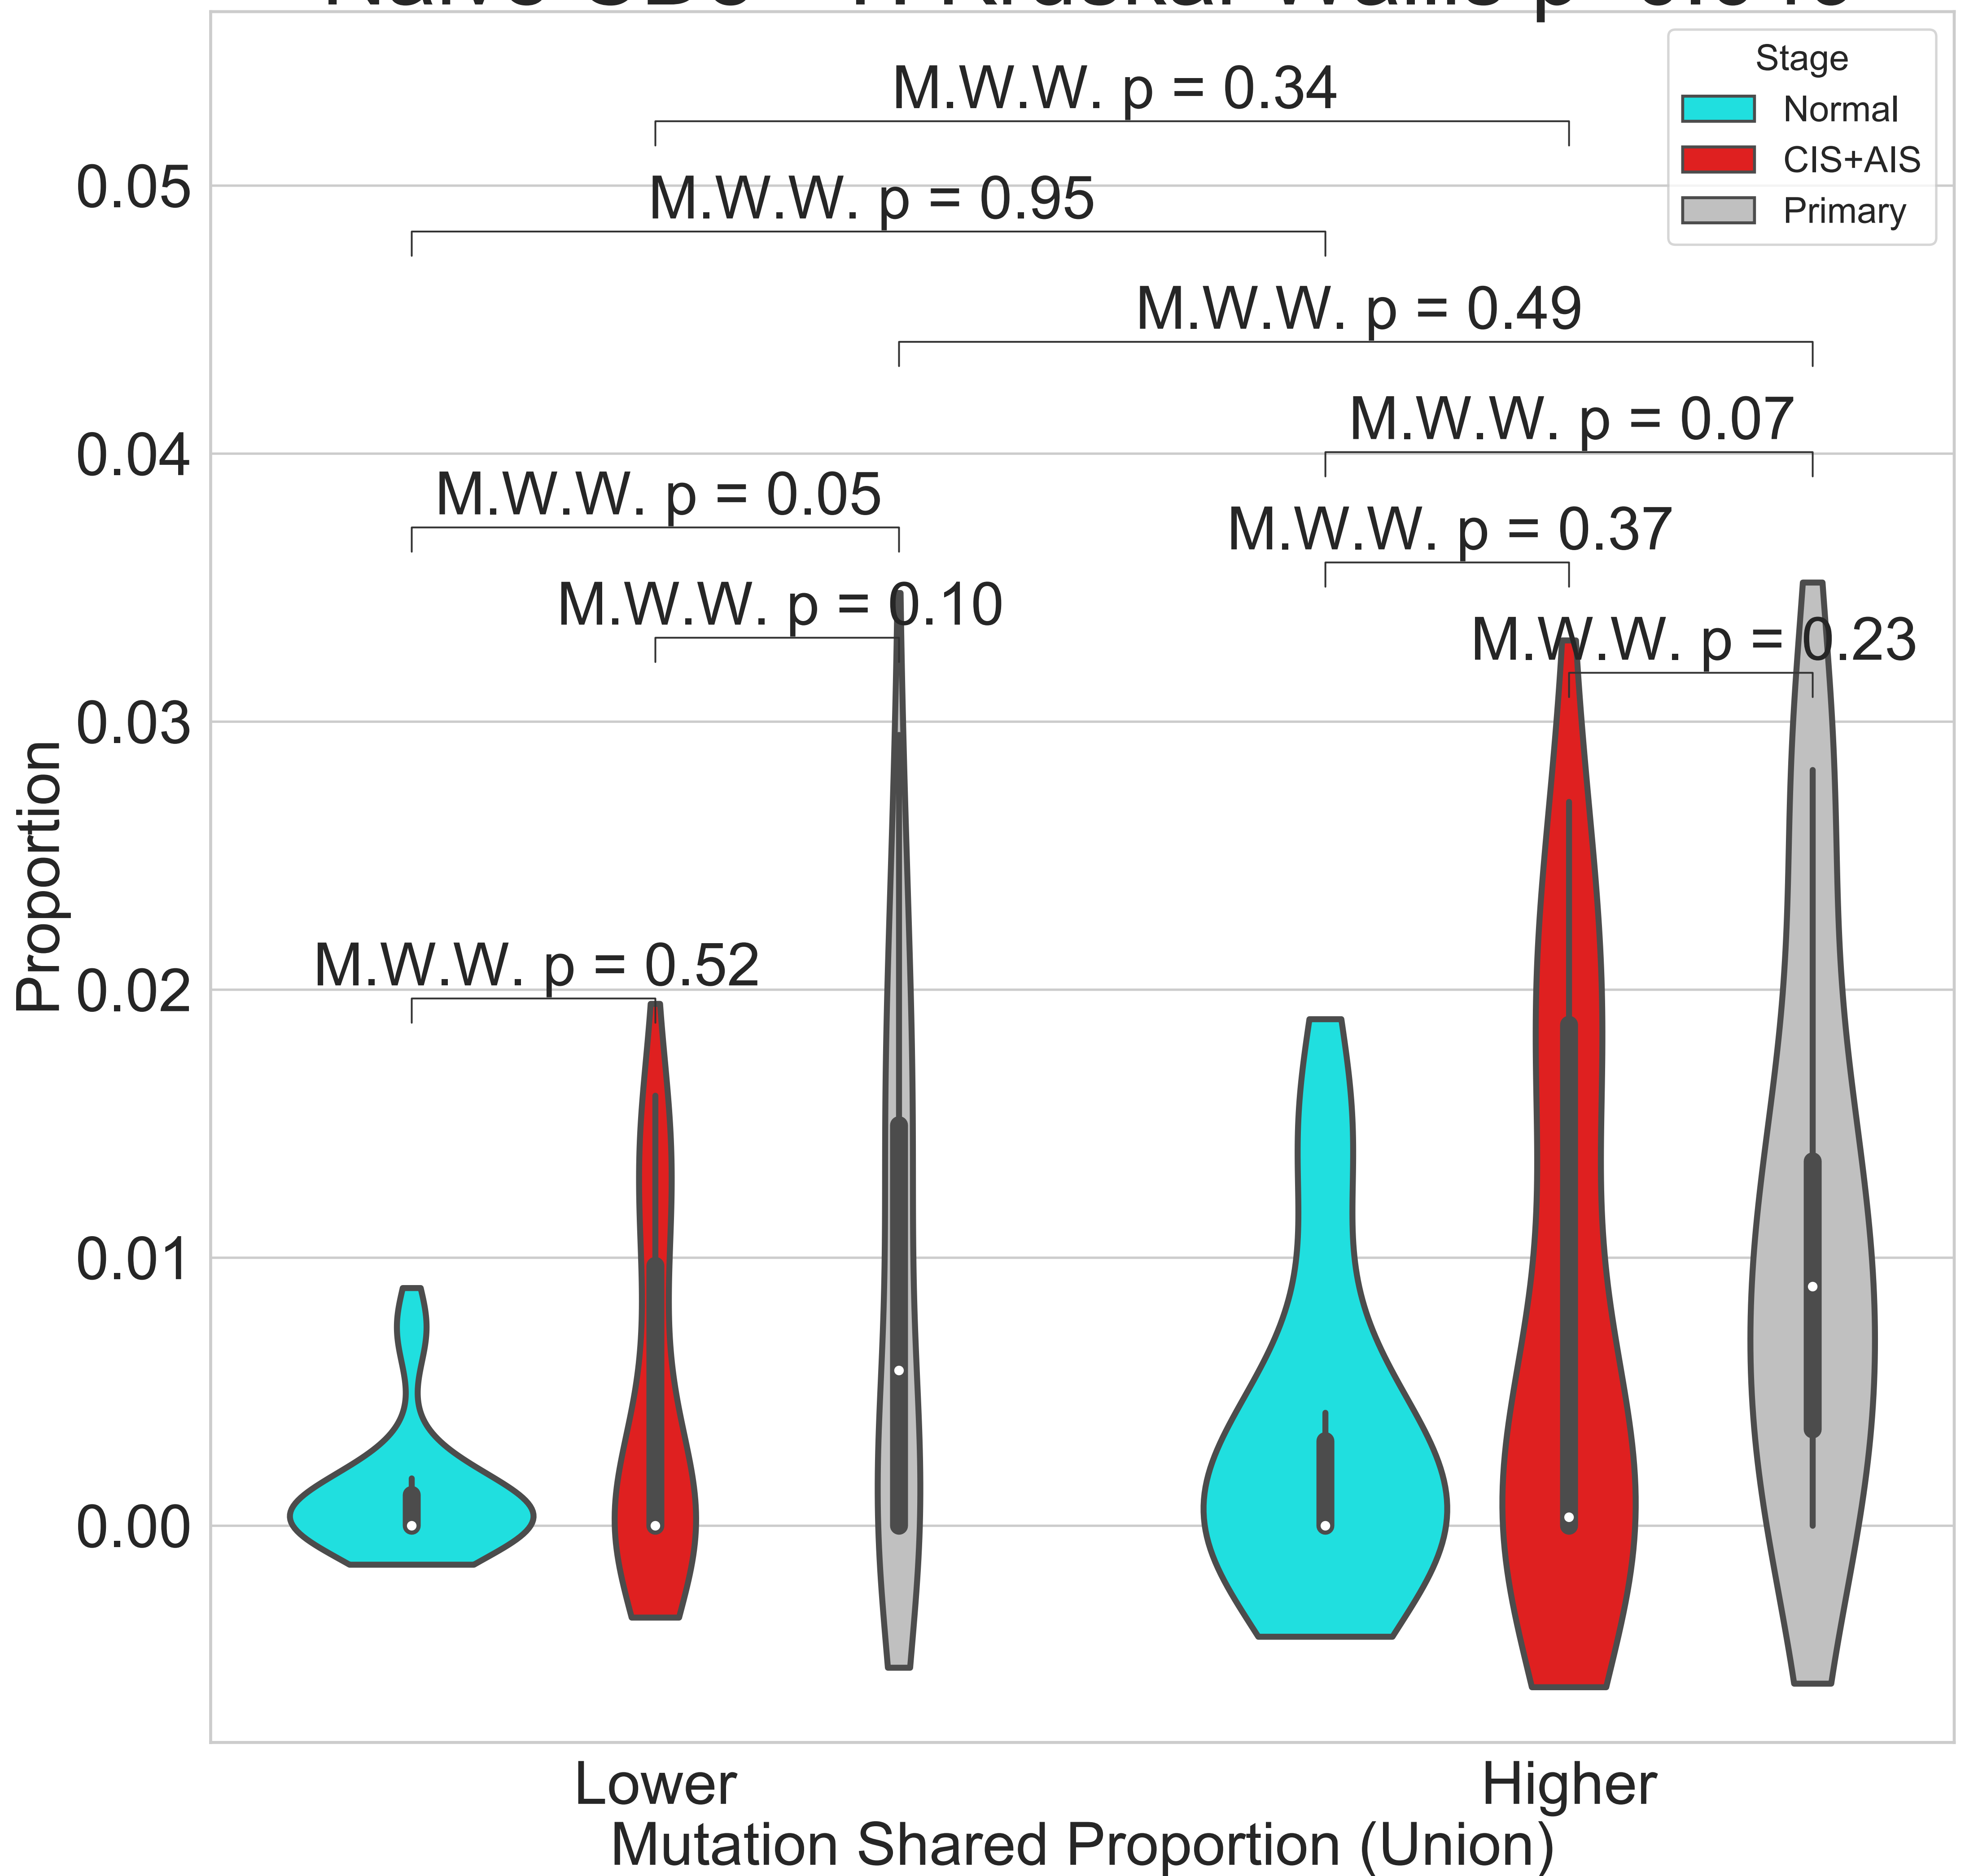 Stage
Normal
CIS+AIS
Primary
M.W.W. p = 0.34
M.W.W. p = 0.95
M.W.W. p = 0.49
M.W.W. p = 0.07
M.W.W. p = 0.05
M.W.W. p = 0.37
M.W.W. p = 0.10
M.W.W. p = 0.23
M.W.W. p = 0.52
0.05
0.04
0.03
0.02
0.01
0.00
Proportion
Lower
Higher
Mutation Shared Proportion (Union)